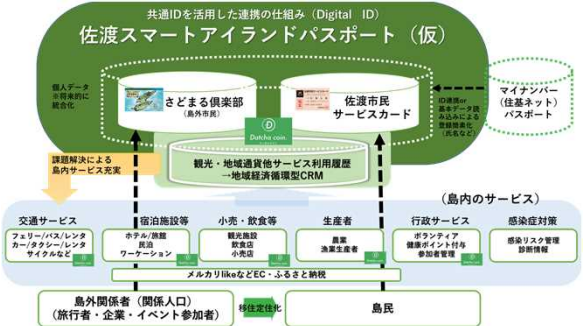 共通IDを活用した連携の仕組み(Digital ID)
佐渡スマートアイランドパスポート(仮)
個人データ
※将来的に
統合化
さどまる倶楽部
(島外市民)
佐渡市民
サービスカード
ID連携or
基本データ読
み込みによる
登録簡素化
(氏名など)
マイナンバー
(住基ネット)
パスポート
Datcha coin
課題解決による
島内サービス充実
観光・地域通貨他サービス利用履歴
→地域経済循環型CRM
(島内のサービス)
交通サービス
フェリー/バス/レンタ
カー/タクシー/レンタ
サイクルなど
宿泊施設等
ホテル/旅館
民泊
ワーケーション
小売・飲食等
観光施設
飲食店
小売店
生産者
農業
漁業生産者
行政サービス
ボランティア
健康ポイント付与
参加者管理
感染症対策
感染リスク管理
診断情報
メルカリlikeなどEC・ふるさと納税
島外関係者(関係人口)
(旅行者・企業・イベント参加者)
移住定住化
島民